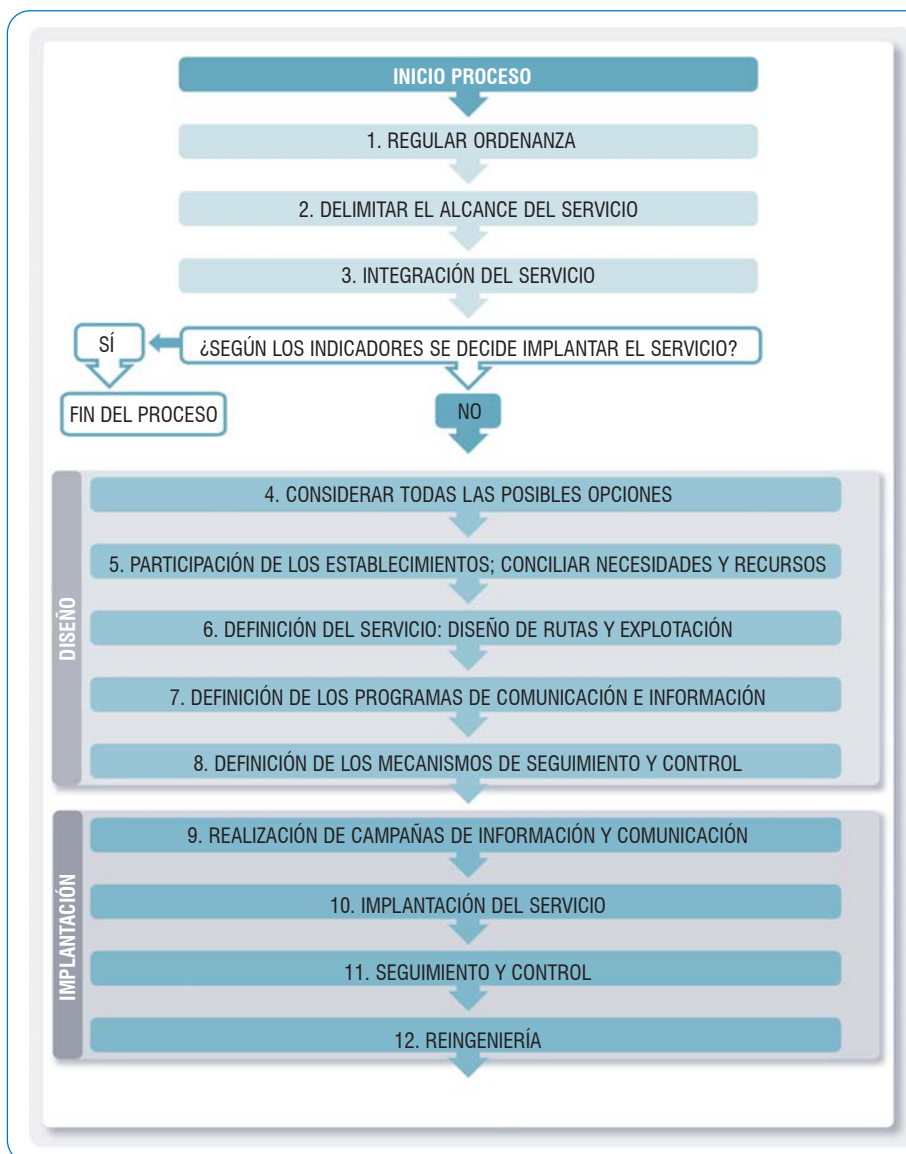 INICIO PROCESO
1. REGULAR ORDENANZA
2. DELIMITAR EL ALCANCE DEL SERVICIO
3. INTEGRACIÓN DEL SERVICIO
SÍ
¿SEGÚN LOS INDICADORES SE DECIDE IMPLANTAR EL SERVICIO?
FIN DEL PROCESO
NO
DISEÑO
4. CONSIDERAR TODAS LAS POSIBLES OPCIONES
5. PARTICIPACIÓN DE LOS ESTABLECIMIENTOS; CONCILIAR NECESIDADES Y RECURSOS
6. DEFINICIÓN DEL SERVICIO: DISEÑO DE RUTAS Y EXPLOTACIÓN
7. DEFINICIÓN DE LOS PROGRAMAS DE COMUNICACIÓN E INFORMACIÓN
8. DEFINICIÓN DE LOS MECANISMOS DE SEGUIMIENTO Y CONTROL
IMPLANTACIÓN
9. REALIZACIÓN DE CAMPAÑAS DE INFORMACIÓN Y COMUNICACIÓN
10. IMPLANTACIÓN DEL SERVICIO
11. SEGUIMIENTO Y CONTROL
12. REINGENIERÍA